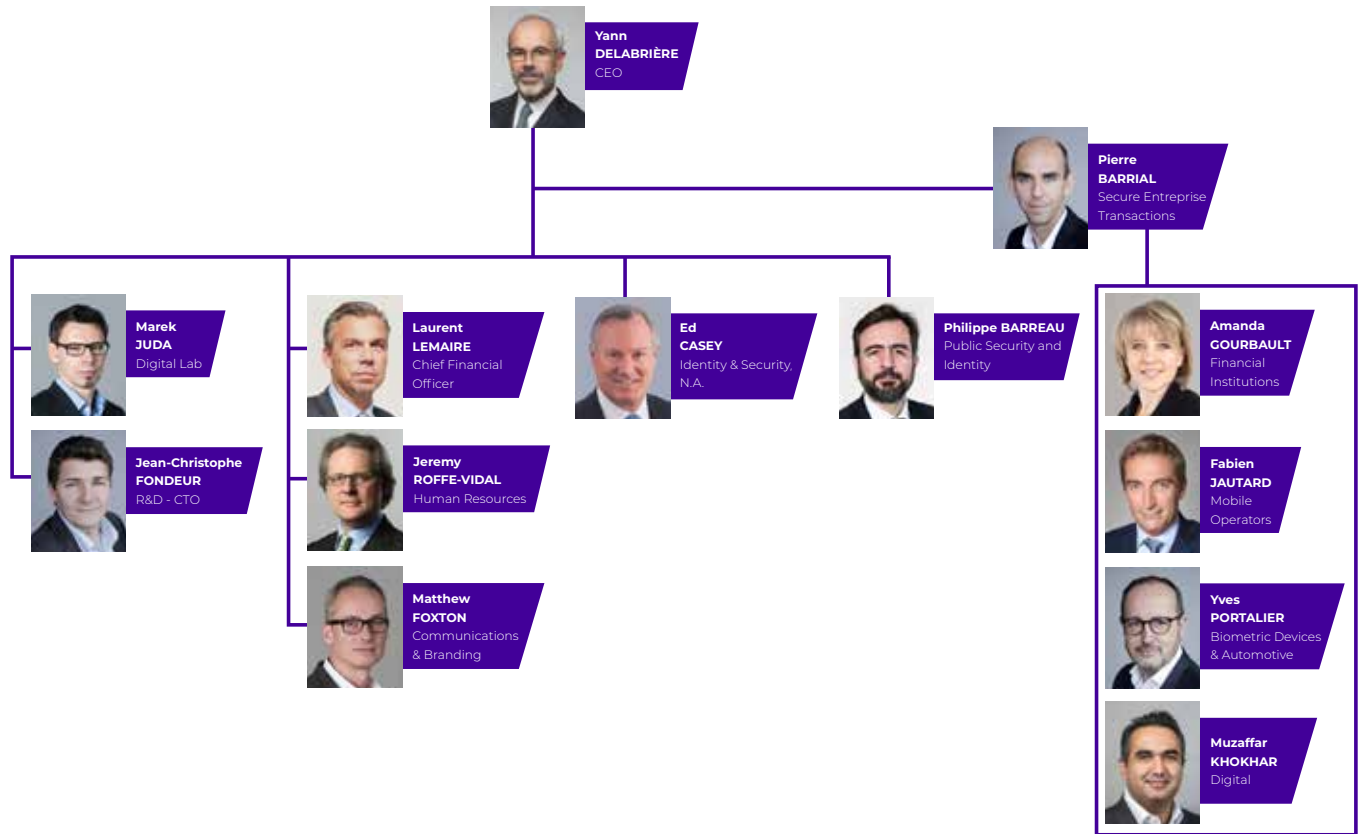 Yann
DELABRIÈRE
CEO
Pierre
BARRIAL
Secure Entreprise
Transactions
Marek
JUDA
Digital Lab
Jean-Christophe
FONDEUR
R&D - CTO
Laurent
LEMAIRE
Chief Financial
Officer
Jeremy
ROFFE-VIDAL
Human Resources
Matthew
FOXTON
Communications
& Branding
Ed
CASEY
Identity & Security,
N.A.
Philippe BARREAU
Public Security and
Identity
Amanda
GOURBAULT
Financial
Institutions
Fabien
JAUTARD
Mobile
Operators
Yves
PORTALIER
Biometric Devices
& Automotive
Muzaffar
KHOKHAR
Digital